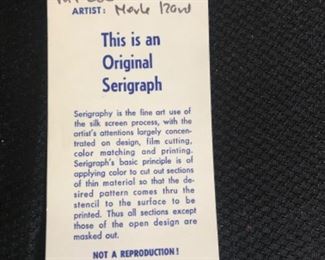 ARTIST: Merle
This is an
Original
Serigraph
Serigraphy is the fine art use of
the silk screen process, with the
artist's attentions largely concen-
trated on design, film cutting,
color matching and printing.
Serigraph's basic principle is of
applying color to cut out sections
of thin material so that the de-
sired pattern comes thru the
stencil to the surface to be
printed. Thus all sections except
those of the open design are
masked out.
NOT A REPRODUCTION !